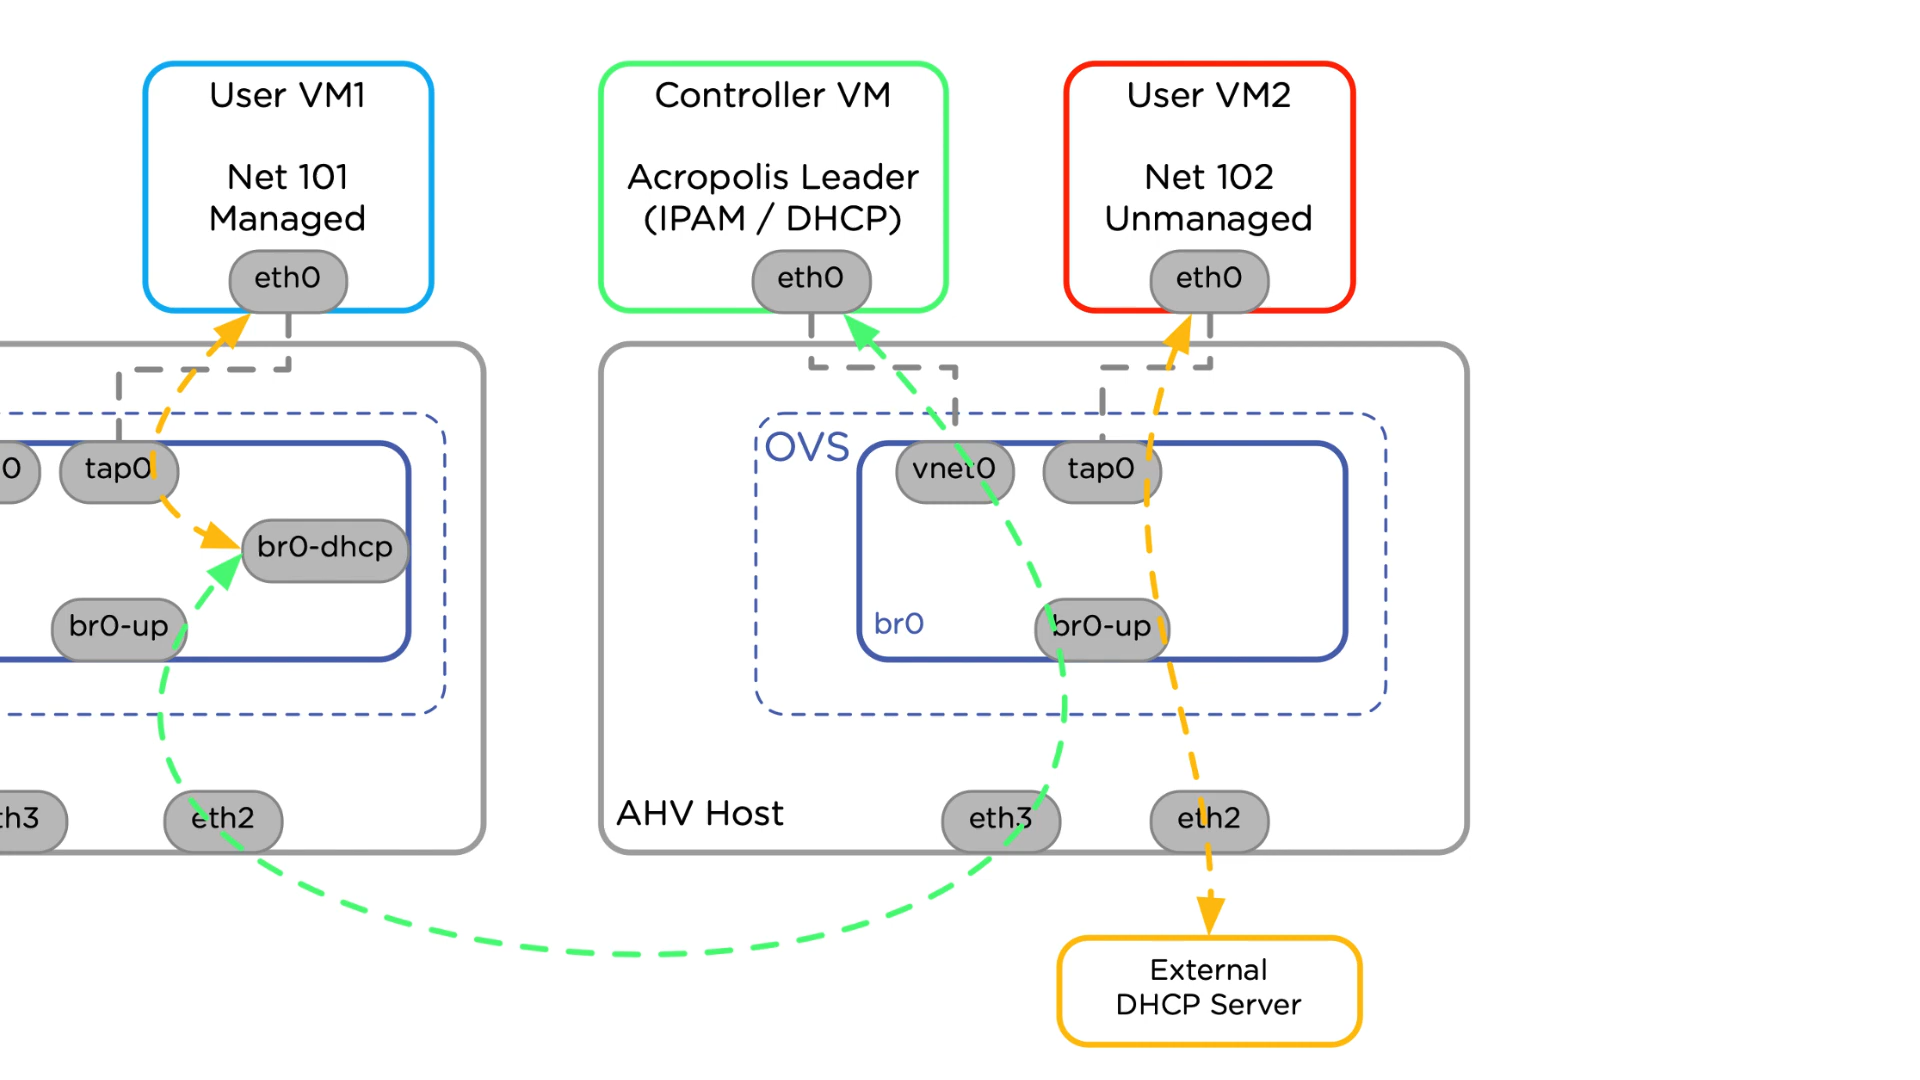 User VM1
Net 101
Managed
eth0
Controller VM
Acropolis Leader
(IPAM / DHCP)
eth0
User VM2
Net 102
Unmanaged
eth0
0
tap0
br0-dhcp
br0-up
th3
eth2
OVS
vnet0
tap0
br0
br0-up
AHV Host
eth3
eth2
External
DHCP Server